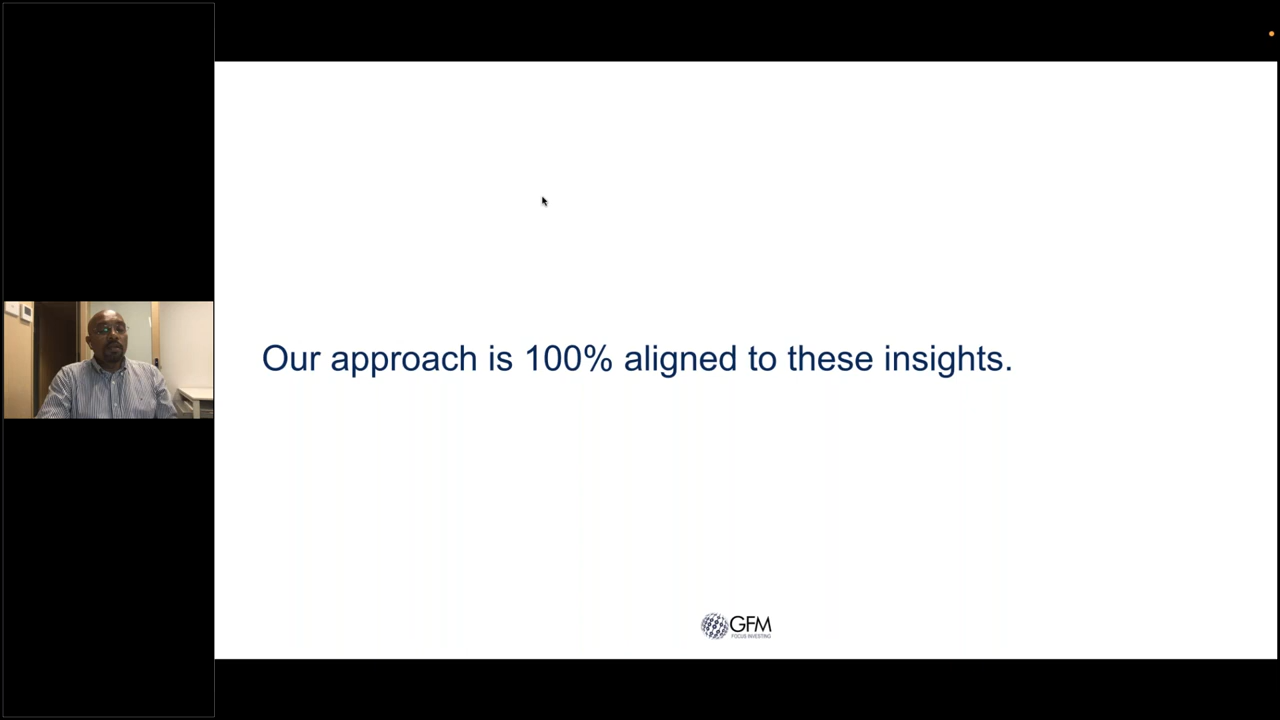 Our approach is 100% aligned to these insights.
GFM
FOCUS INVESTING